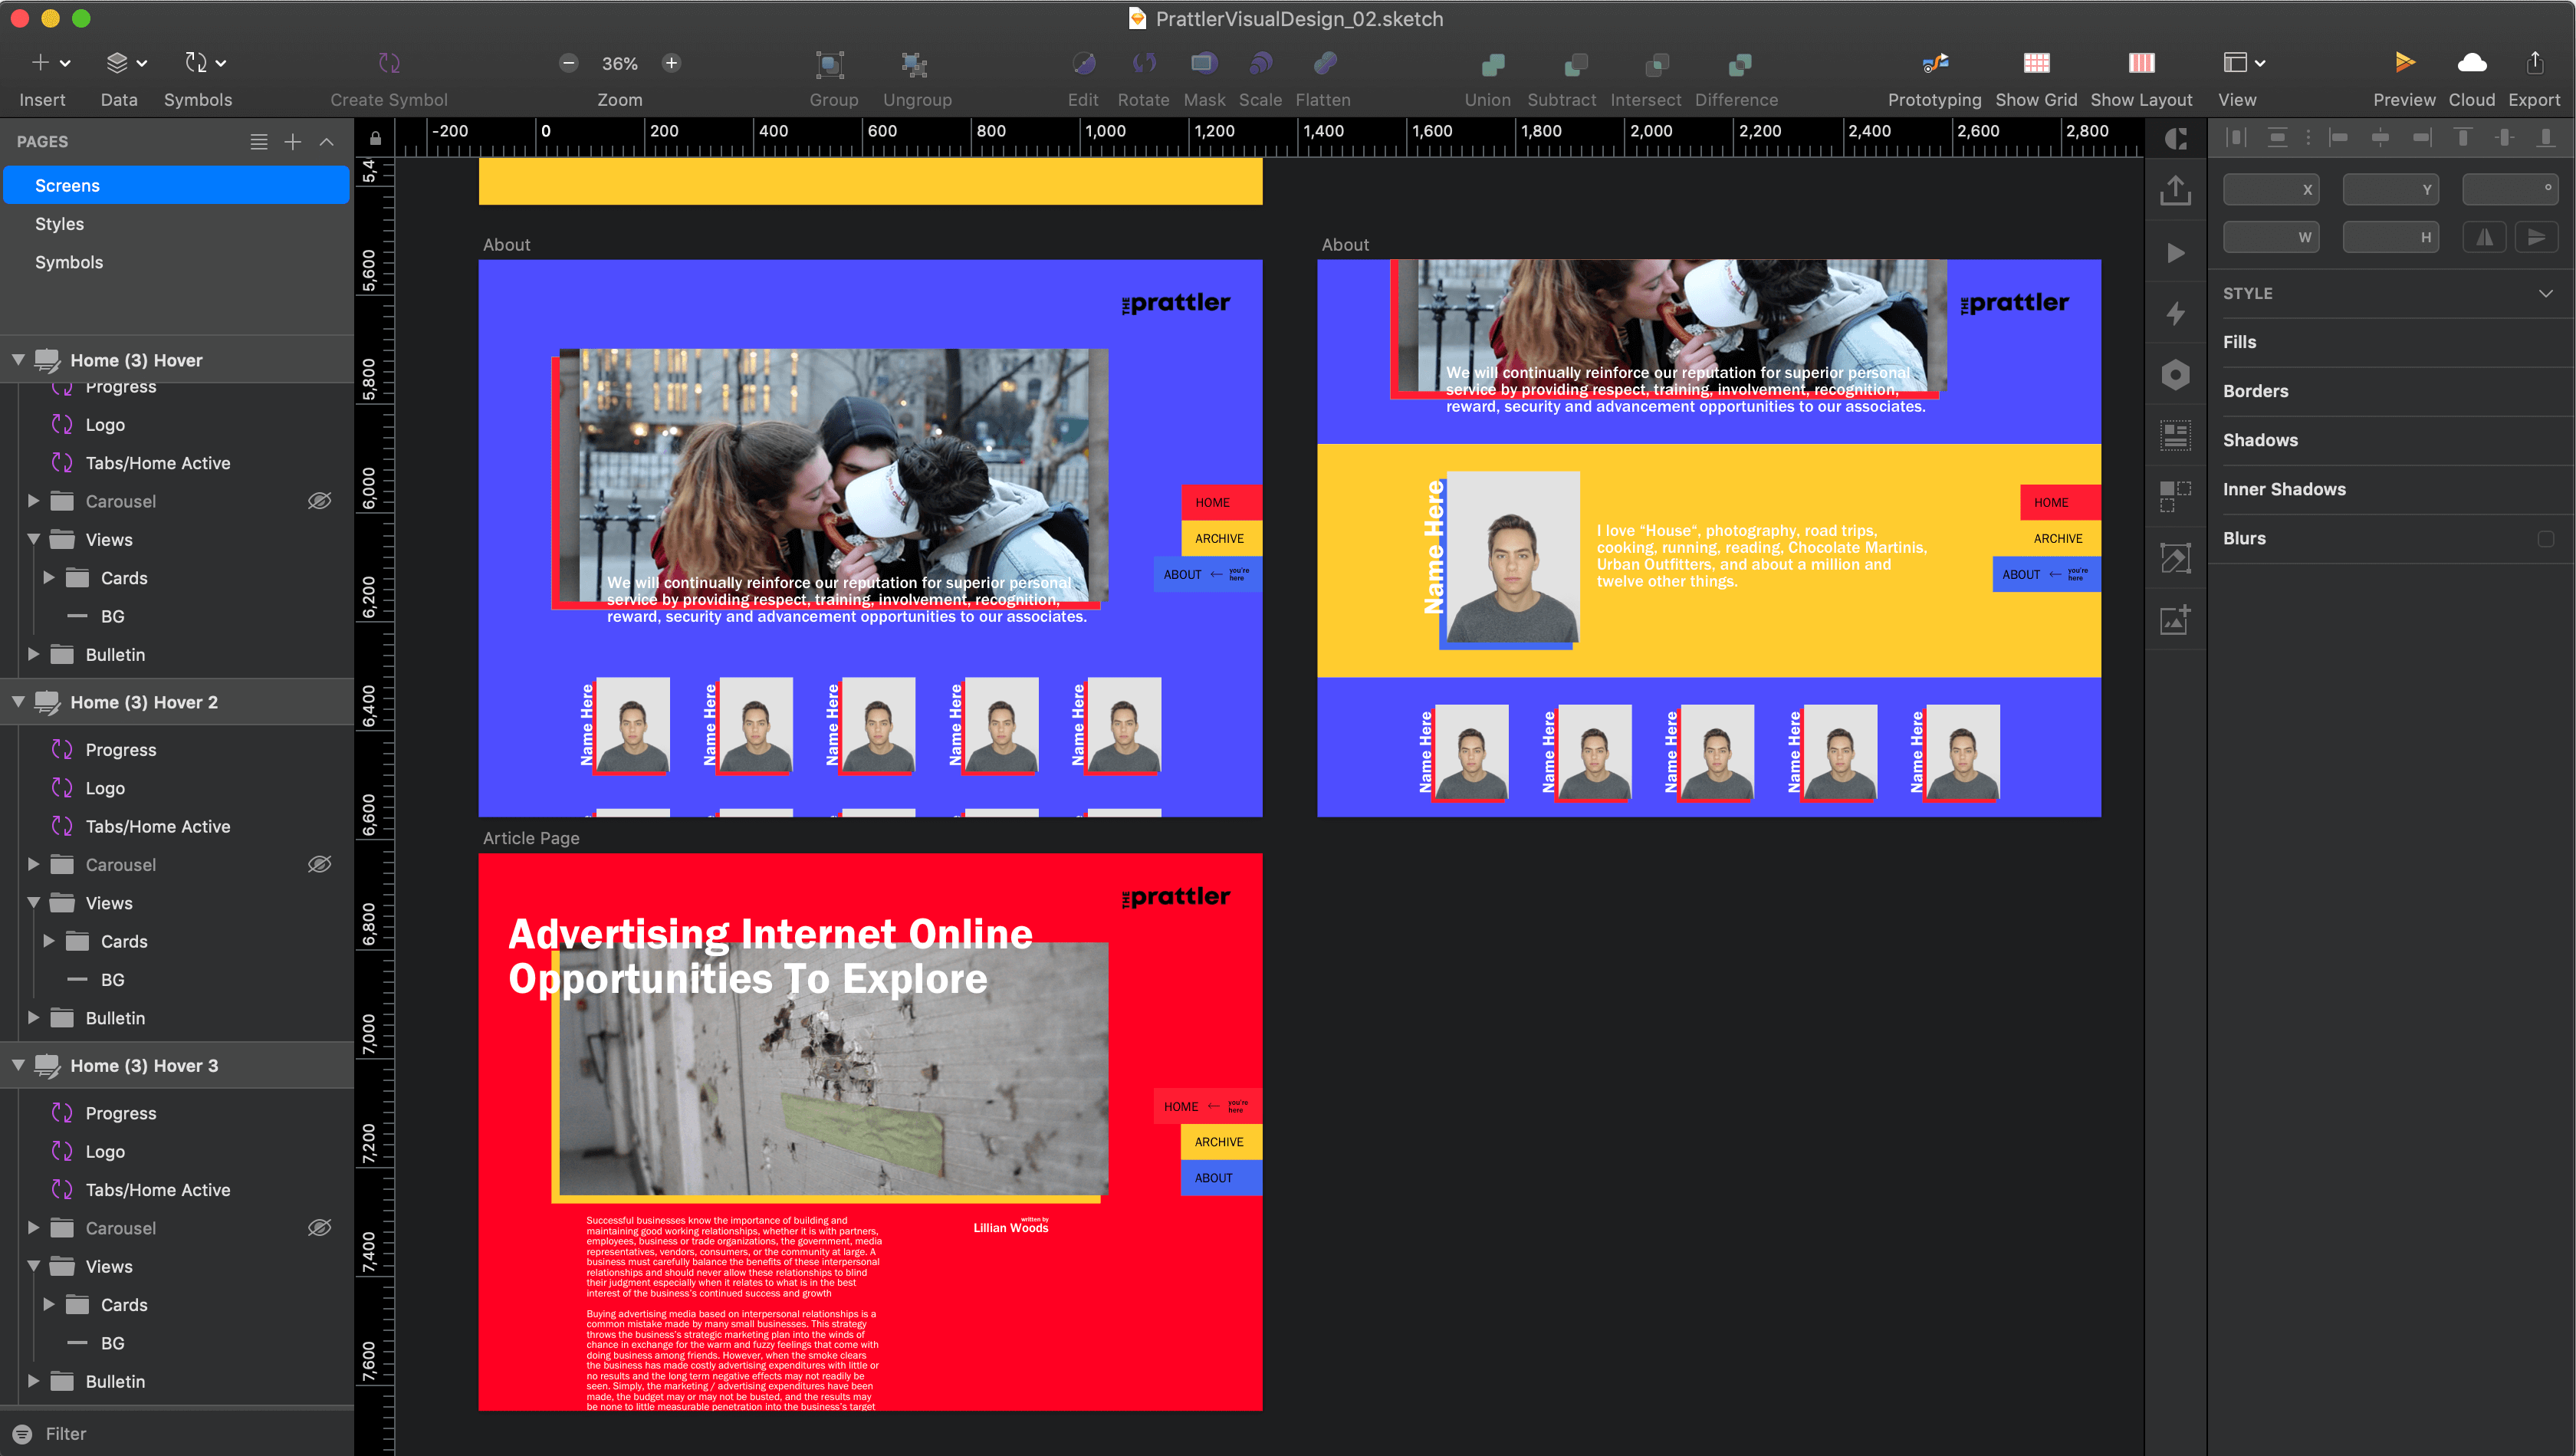 PrattlerVisualDesign_02.sketch
Insert
Data
Symbols
Create Symbol
36%
Zoom
Group
Ungroup
Edit
Rotate
Mask
Scale
Flatten
Union
Subtract
Intersect
Difference
Prototyping
Show Grid
Show Layout
View
Preview
Cloud
Export
PAGES
Screens
Styles
Symbols
Home (3) Hover
Progress
Logo
Tabs/Home Active
Carousel
Views
Cards
BG
Bulletin
Home (3) Hover 2
Progress
Logo
Tabs/Home Active
Carousel
Views
Cards
BG
Bulletin
Home (3) Hover 3
Progress
Logo
Tabs/Home Active
Carousel
Views
Cards
BG
Bulletin
Filter
-200 0 200 400 600 800 1,000 1,200 1,400 1,600 1,800 2,000 2,200 2,400 2,600 2,800
5,4
5,600
5,800
6,000
6,200
6,400
6,600
6,800
7,000
7,200
7,400
7,600
About
THE prattler
HOME
ARCHIVE
ABOUT ← you're here
We will continually reinforce our reputation for superior personal
service by providing respect, training, involvement, recognition,
reward, security and advancement opportunities to our associates.
Name Here
Name Here
Name Here
Name Here
Name Here
About
THE prattler
We will continually reinforce our reputation for superior personal
service by providing respect, training, involvement, recognition,
reward, security and advancement opportunities to our associates.
Name Here
I love “House“, photography, road trips,
cooking, running, reading, Chocolate Martinis,
Urban Outfitters, and about a million and
twelve other things.
HOME
ARCHIVE
ABOUT ← you're here
Name Here
Name Here
Name Here
Name Here
Name Here
Article Page
THE prattler
Advertising Internet Online
Opportunities To Explore
HOME ← you're here
ARCHIVE
ABOUT
Successful businesses know the importance of building and
maintaining good working relationships, whether it is with partners,
employees, business or trade organizations, the government, media
representatives, vendors, consumers, or the community at large. A
business must carefully balance the benefits of these interpersonal
relationships and should never allow these relationships to blind
their judgment especially when it relates to what is in the best
interest of the business's continued success and growth
Buying advertising media based on interpersonal relationships is a
common mistake made by many small businesses. This strategy
throws the business's strategic marketing plan into the winds of
chance in exchange for the warm and fuzzy feelings that come with
doing business among friends. However, when the smoke clears
the business has made costly advertising expenditures with little or
no results and the long term negative effects may not readily be
seen. Simply, the marketing / advertising expenditures have been
made, the budget may or may not be busted, and the results may
be none to little measurable penetration into the business's target
written by
Lillian Woods
X
Y
°
W
H
STYLE
Fills
Borders
Shadows
Inner Shadows
Blurs